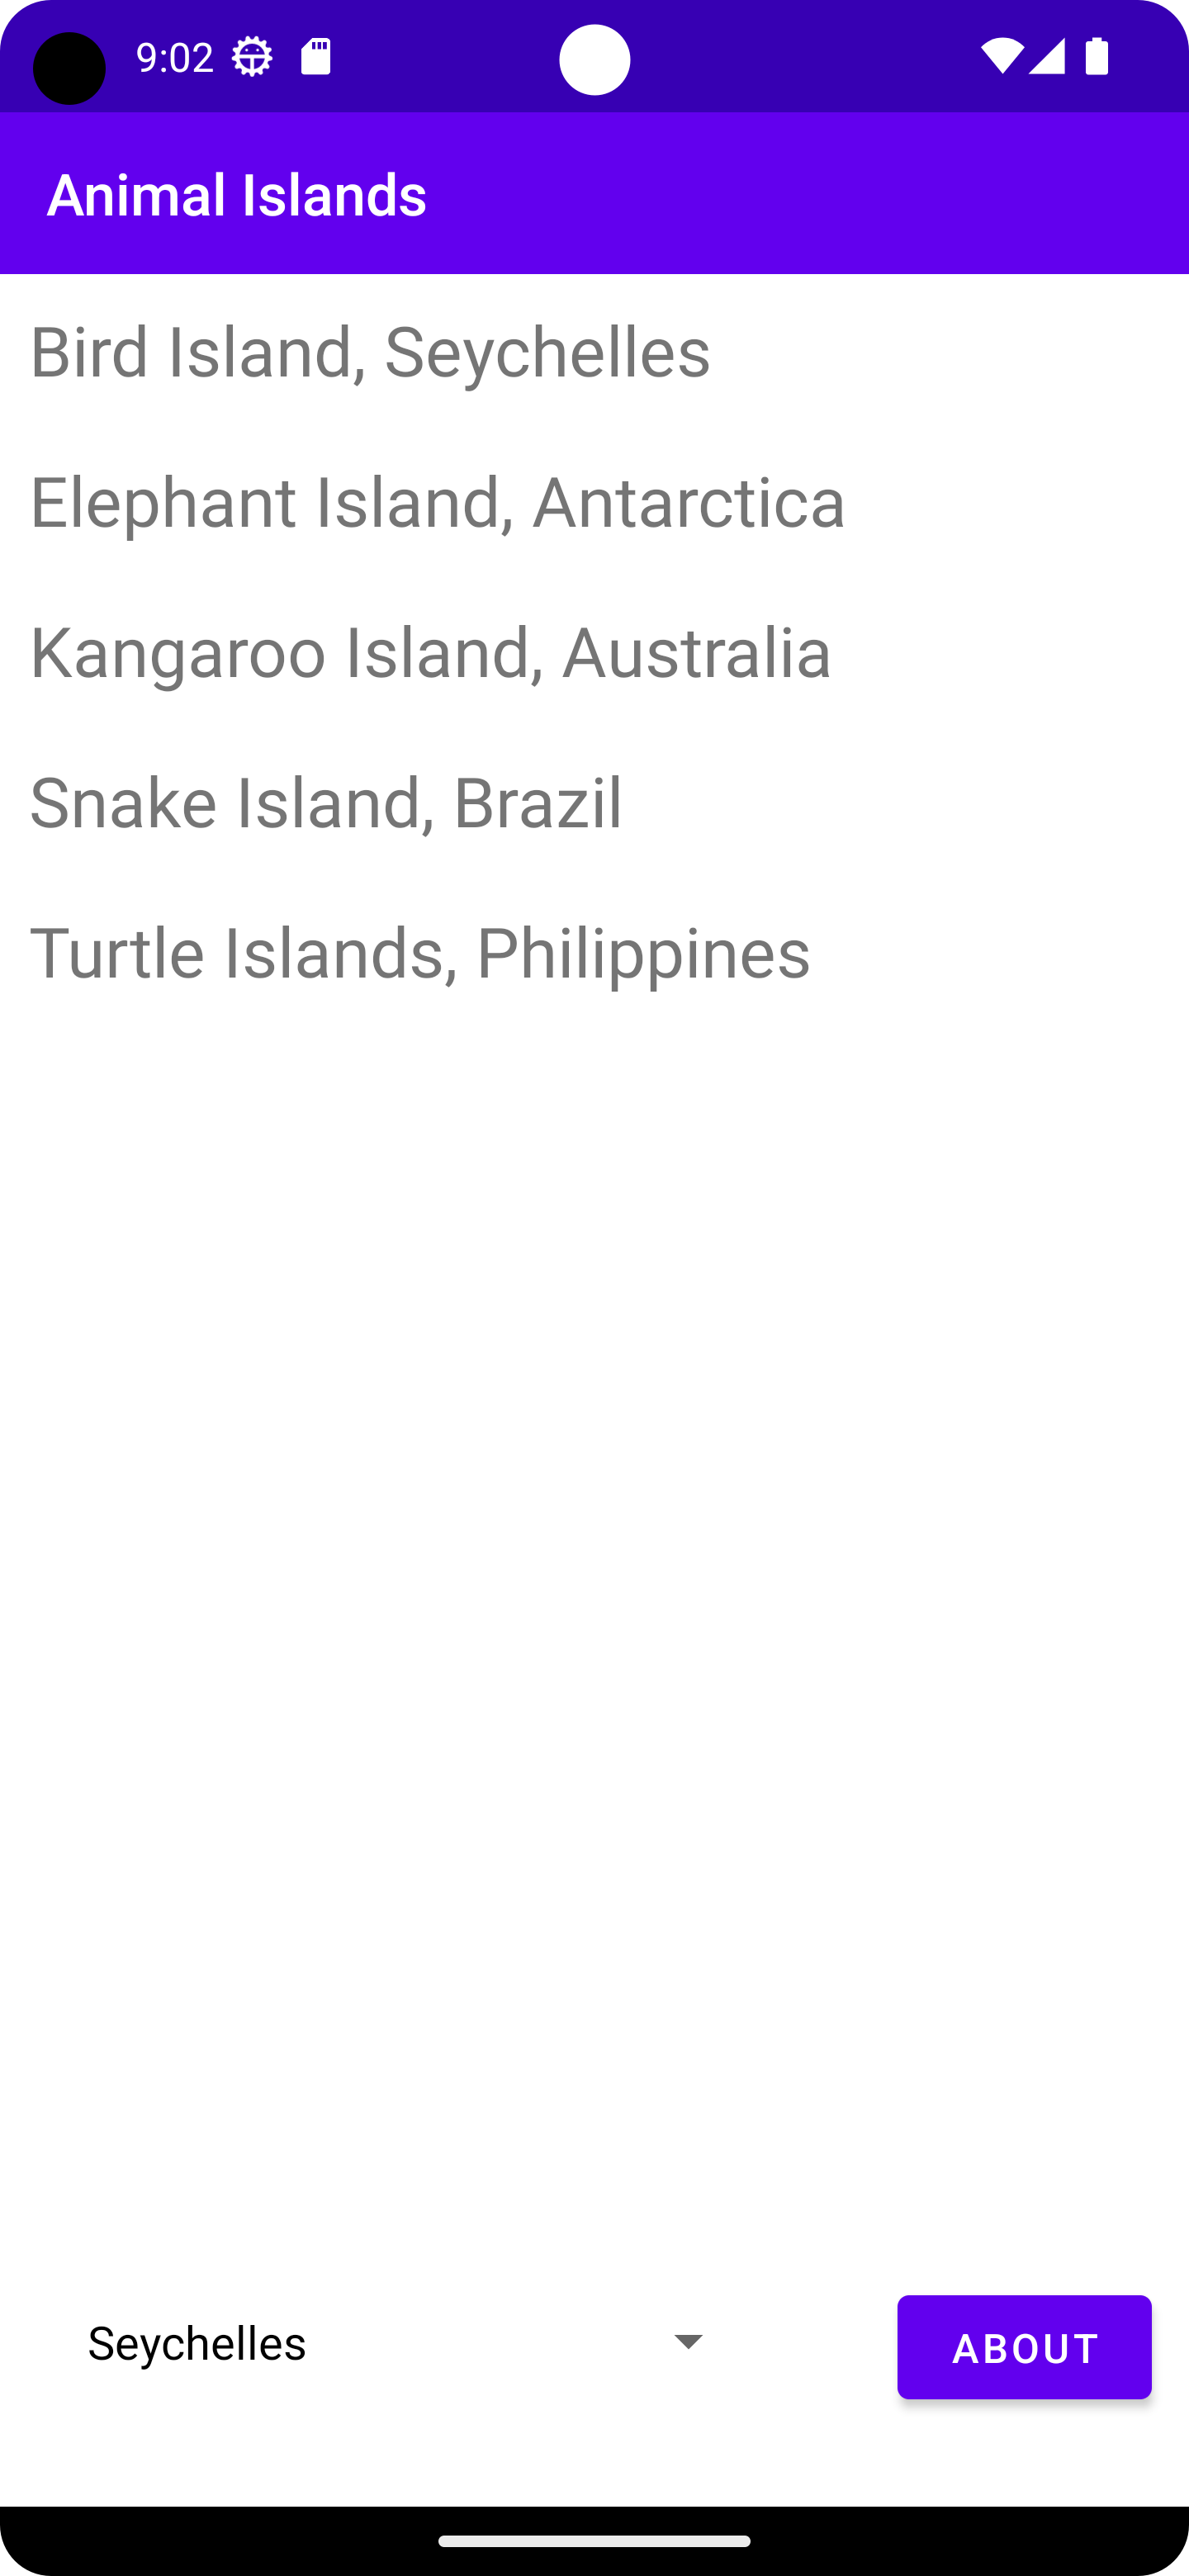 9:02
Animal Islands
Bird Island, Seychelles
Elephant Island, Antarctica
Kangaroo Island, Australia
Snake Island, Brazil
Turtle Islands, Philippines
Seychelles
ABOUT